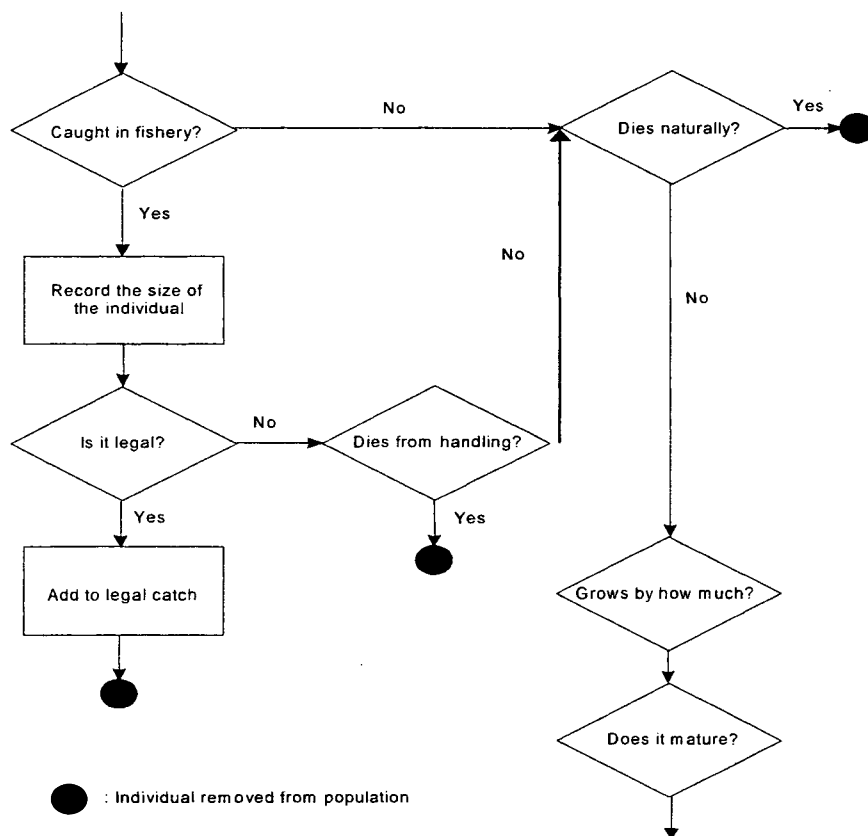 No
Yes
Caught in fishery?
Dies naturally?
Yes
No
Record the size of
the individual
No
No
Is it legal?
Dies from handling?
Yes
Yes
Add to legal catch
Grows by how much?
Does it mature?
: Individual removed from population